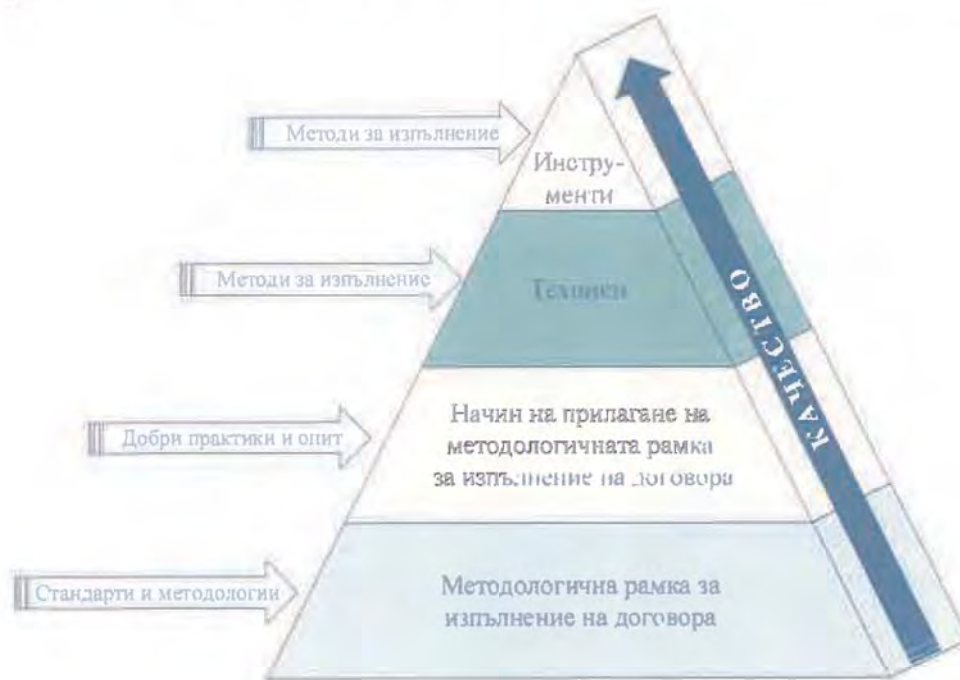 Методи за изпълнение
Инстру-
менти
Методи за изпълнение
Техники
КАЧЕСТВО
Добри практики и опит
Начин на прилагане на
методологичната рамка
за изпълнение на договора
Стандарти и методологии
Методологична рамка за
изпълнение на договора